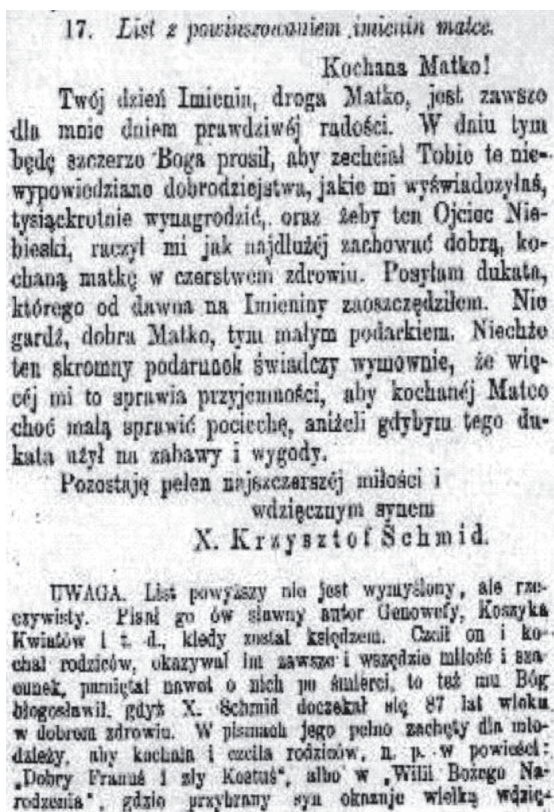 17. List z powinszowaniem imienin matce.
Kochana Matko!
Twój dzień Imienin, droga Matko, jest zawsze
dla mnie dniem prawdziwéj radości. W dniu tym
będę szczerze Boga prosił, aby zechciał Tobie te nie-
wypowiedziane dobrodziejstwa, jakie mi wyświadczyłaś,
tysiąckrotnie wynagrodzić, oraz żeby ten Ojciec Nie-
bieski, raczył mi jak najdłużéj zachować dobrą, ko-
chaną matkę w czerstwem zdrowiu. Posyłam dukata,
którego od dawna na Imieniny zaoszczędziłem. Nie
gardź, dobra Matko, tym małym podarkiem. Niechże
ten skromny podarunek świadczy wymownie, że wię-
céj mi to sprawia przyjemności, aby kochanéj Matce
choć małą sprawić pociechę, aniżeli gdybym tego du-
kata użył na zabawy i wygody.
Pozostaję pełen najszczerszéj miłości i
wdzięcznym synem
X. Krzysztof Schmid.
UWAGA. List powyższy nie jest wymyślony, ale rze-
czywisty. Pisał go ów sławny autor Genowefy, Koszyka
Kwiatów i t. d., kiedy został księdzem. Czcił on i ko-
chał rodziców, okazywał im zawsze i wszędzie miłość i sza-
cunek, pamiętał nawet o nich po śmierci, to też mu Bóg
błogosławił, gdyż X. Schmid doczekał się 87 lat wieku
w dobrem zdrowiu. W pismach jego pełno zachęty dla mło-
dzieży, aby kochała i czciła rodziców, n. p. w powieści:
„Dobry Franuś i zły Kostuś“, albo w „Wilii Bożego Na-
rodzenia“, gdzie przybrany syn okazuje wielką wdzię-